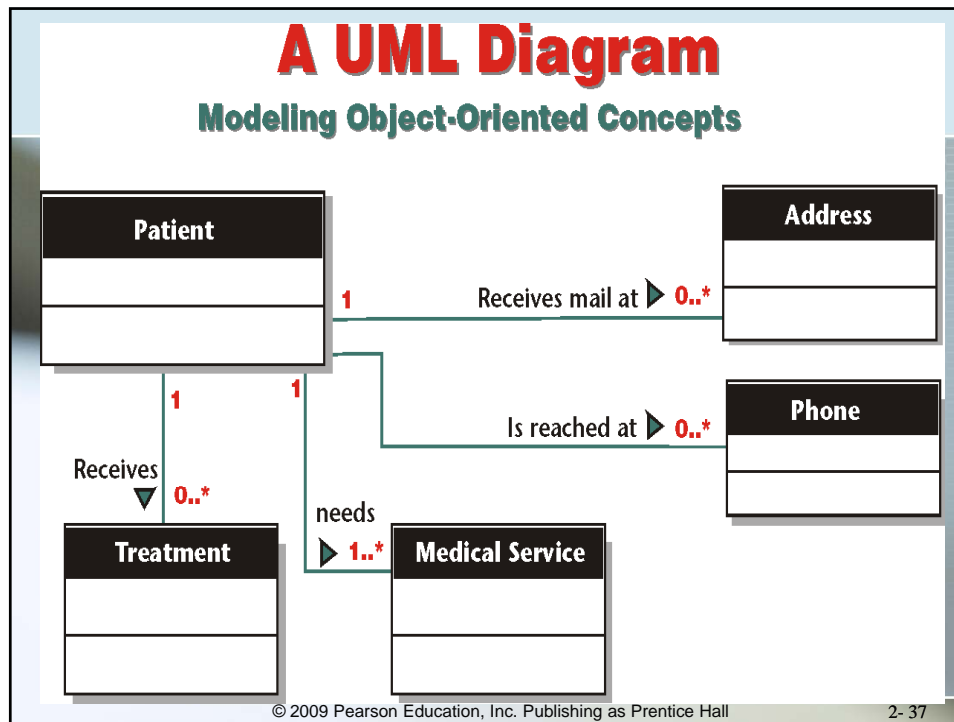 A UML Diagram
Modeling Object-Oriented Concepts
Patient
Address
1
Receives mail at
0..*
Is reached at
0..*
Phone
1
1
Receives
0..*
needs
1..*
Treatment
Medical Service
© 2009 Pearson Education, Inc. Publishing as Prentice Hall
2- 37